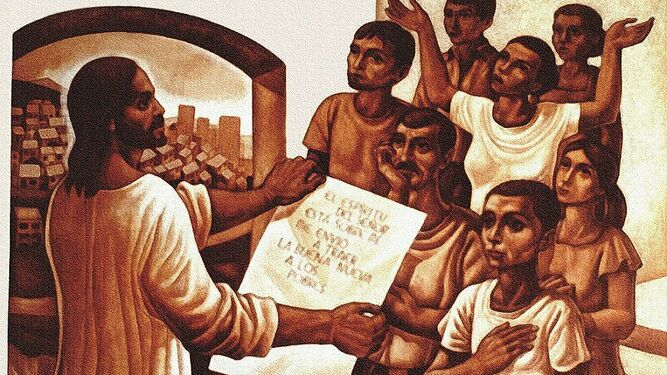 EL ESPIRITU
DEL SEÑOR
ESTA SOBRE MI
ME ENVIO
A TRAER
LA BUENA NUEVA
A LOS
POBRES